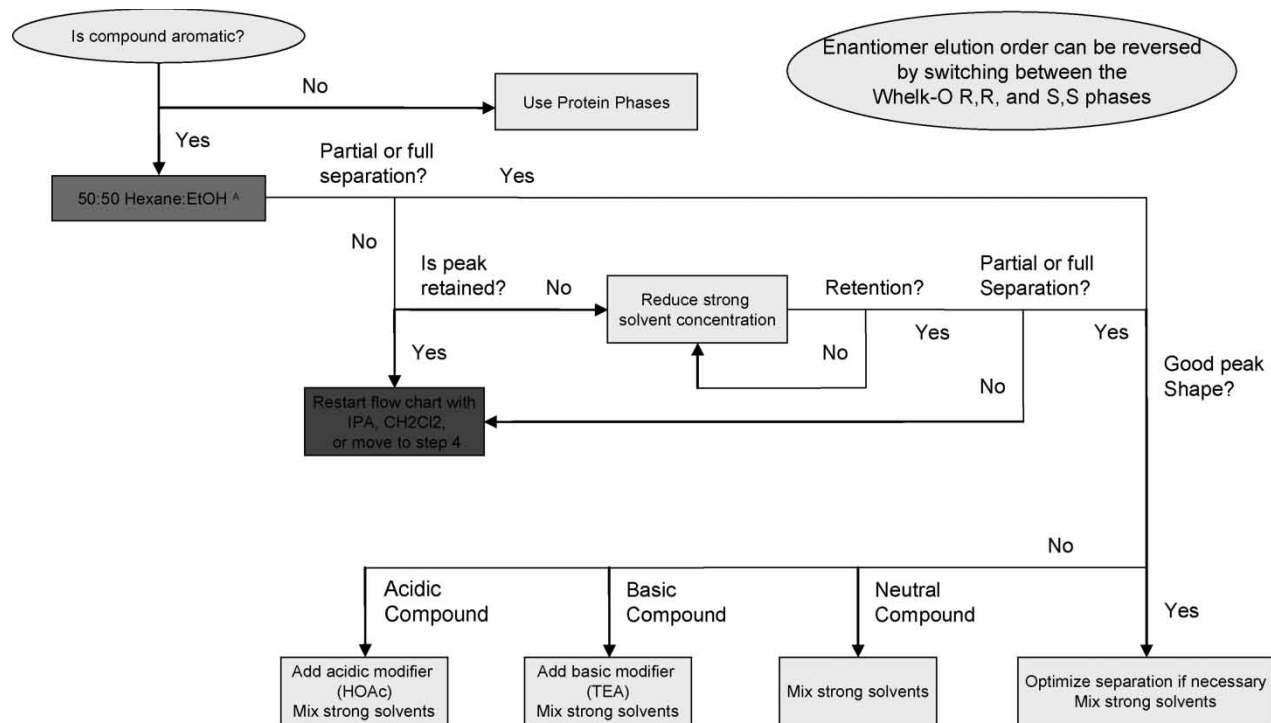 Is compound aromatic?
Enantiomer elution order can be reversed
by switching between the
Whelk-O R,R, and S,S phases
No
Use Protein Phases
Yes
Partial or full
separation?
Yes
50:50 Hexane:EtOH A
No
Is peak
retained?
No
Reduce strong
solvent concentration
Retention?
Partial or full
Separation?
Yes
No
Yes
Yes
No
Good peak
Shape?
Restart flow chart with
IPA, CH2Cl2,
or move to step 4
No
Acidic
Compound
Basic
Compound
Neutral
Compound
Yes
Add acidic modifier
(HOAc)
Mix strong solvents
Add basic modifier
(TEA)
Mix strong solvents
Mix strong solvents
Optimize separation if necessary
Mix strong solvents